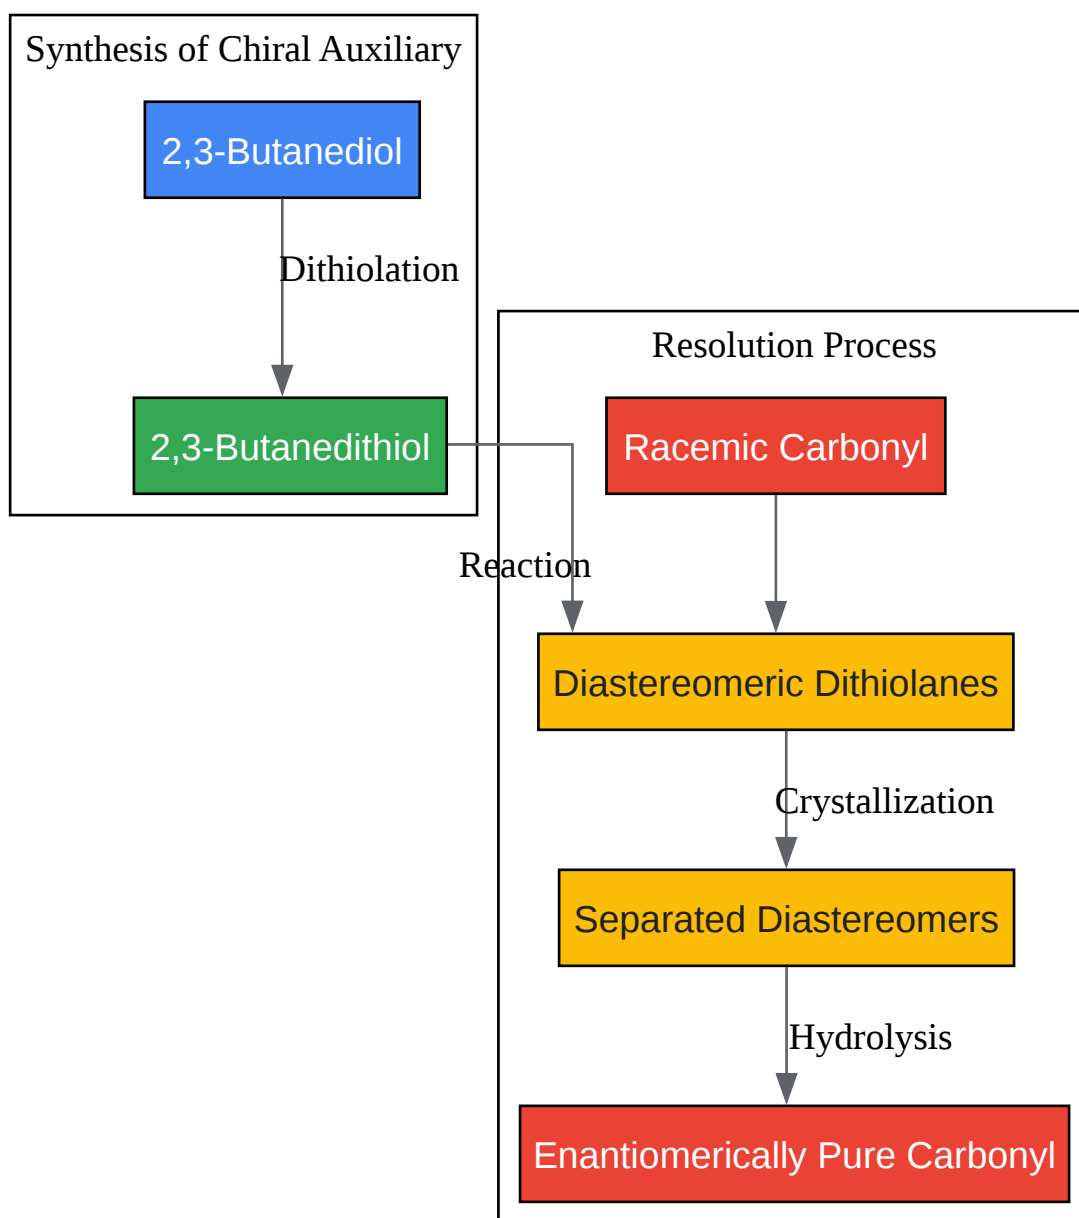 Synthesis of Chiral Auxiliary
2,3-Butanediol
Dithiolation
2,3-Butanedithiol
Resolution Process
Racemic Carbonyl
Reaction
Diastereomeric Dithiolanes
Crystallization
Separated Diastereomers
Hydrolysis
Enantiomerically Pure Carbonyl